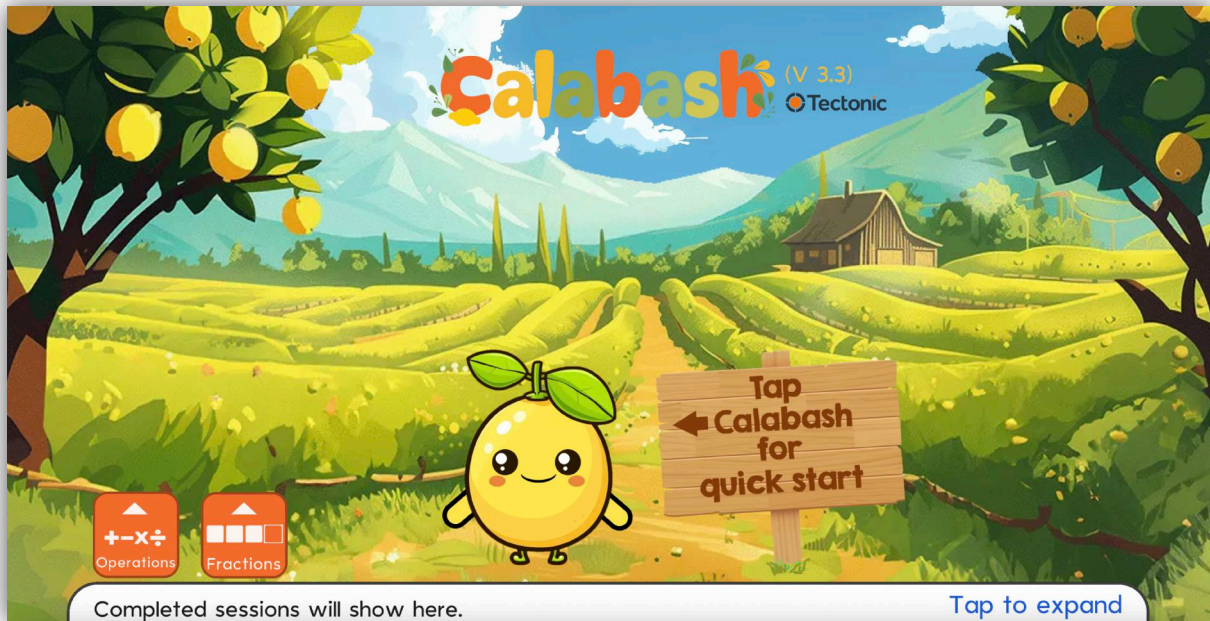 Calabash (V 3.3)
Tectonic
Tap
Calabash
for
quick start
+-×÷
Operations
Fractions
Completed sessions will show here.
Tap to expand